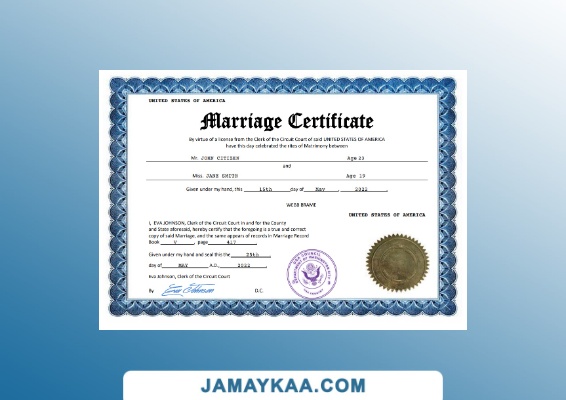 UNITED STATES OF AMERICA
Marriage Certificate
By virtue of a license from the Clerk of the Circuit Court of said UNITED STATES OF AMERICA
have this day celebrated the rites of Matrimony between
Mr. JOHN CITIZEN Age 23
and
Miss JANE SMITH Age 19
Given under my hand, this 15th day of May , 2022 ,
WEBB BRAME
UNITED STATES OF AMERICA
I, EVA JOHNSON, Clerk of the Circuit Court in and for the County
and State aforesaid, hereby certify that the foregoing is a true and correct
copy of said Marriage, and the same appears of records in Marriage Record
Book V , page 417
Given under my hand and seal this the 25th
day of MAY A.D. 2022
Eva Johnson, Clerk of the Circuit Court
By Eva Johnson D.C.
JAMAYKAA.COM